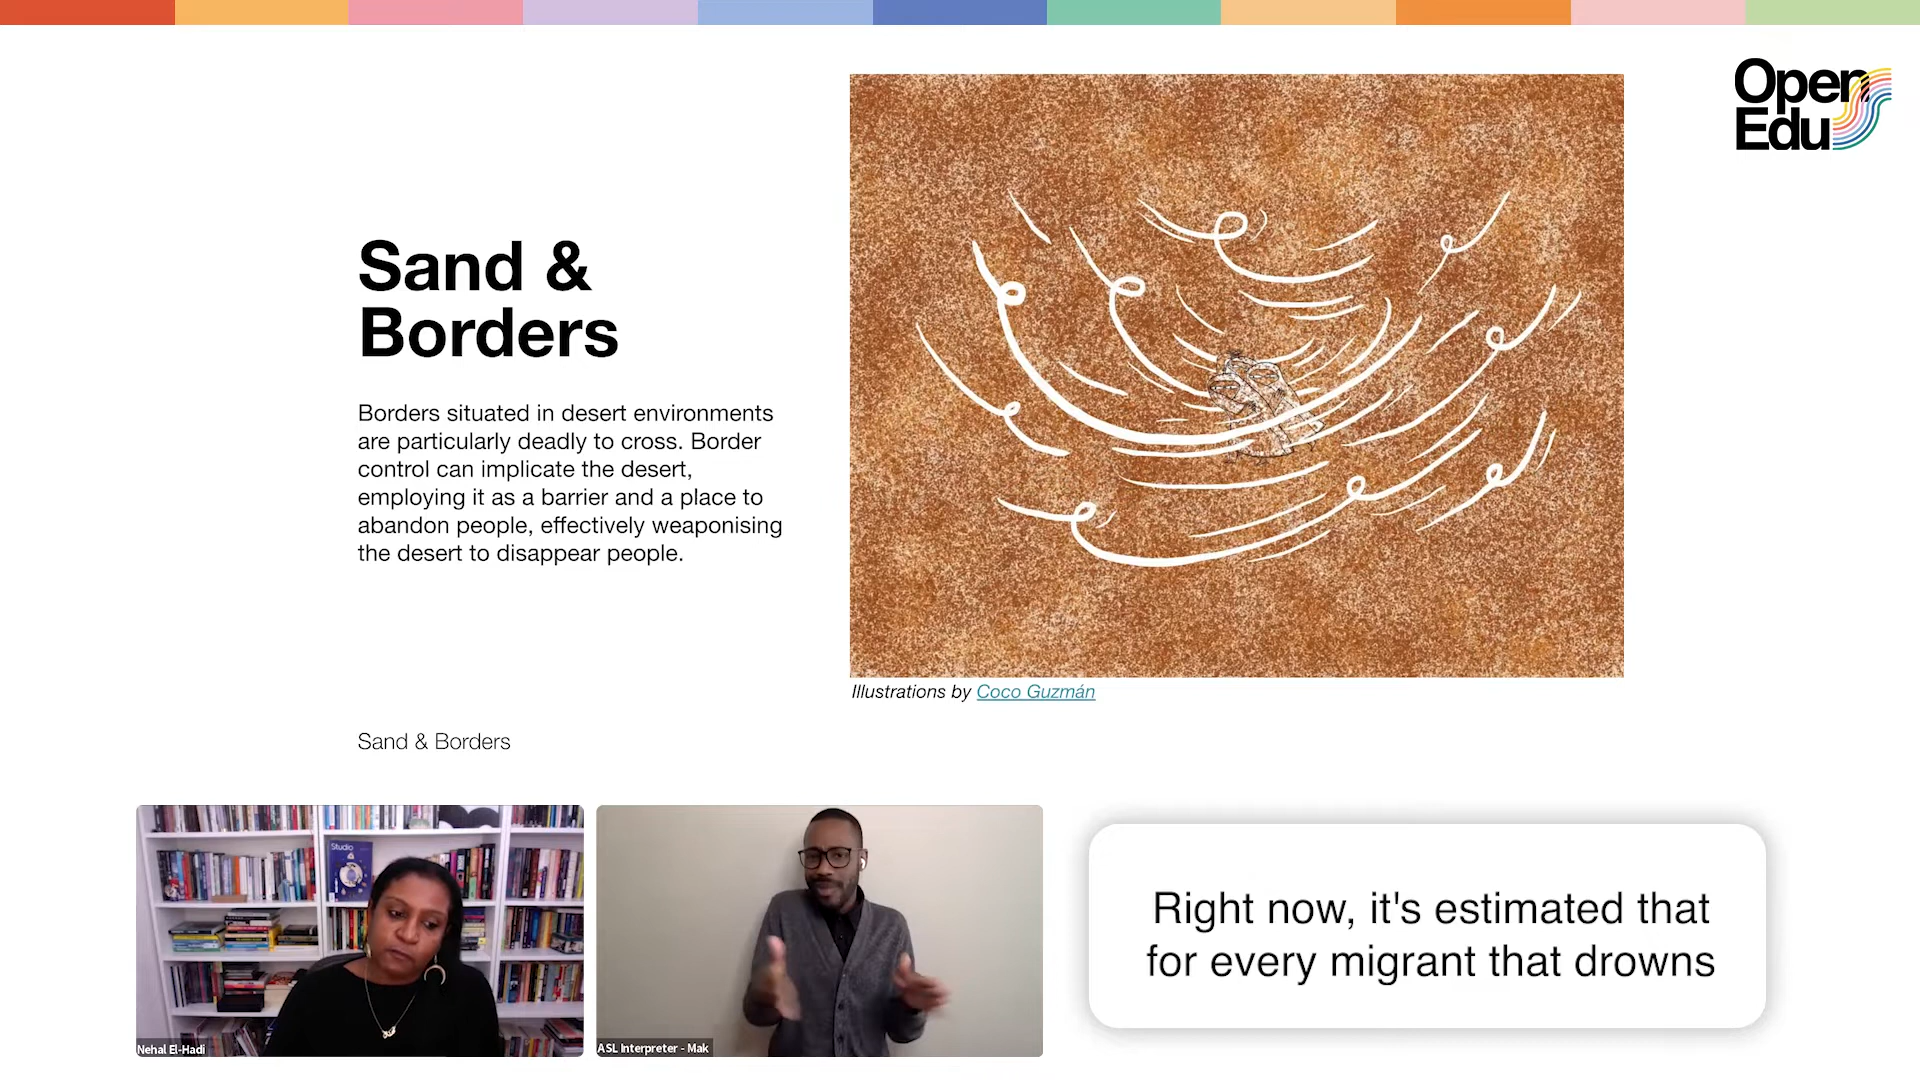 Open
Edu
Sand &
Borders
Borders situated in desert environments
are particularly deadly to cross. Border
control can implicate the desert,
employing it as a barrier and a place to
abandon people, effectively weaponising
the desert to disappear people.
Illustrations by Coco Guzmán
Sand & Borders
Studio
Nehal El-Hadi
ASL Interpreter - Mak
Right now, it's estimated that
for every migrant that drowns